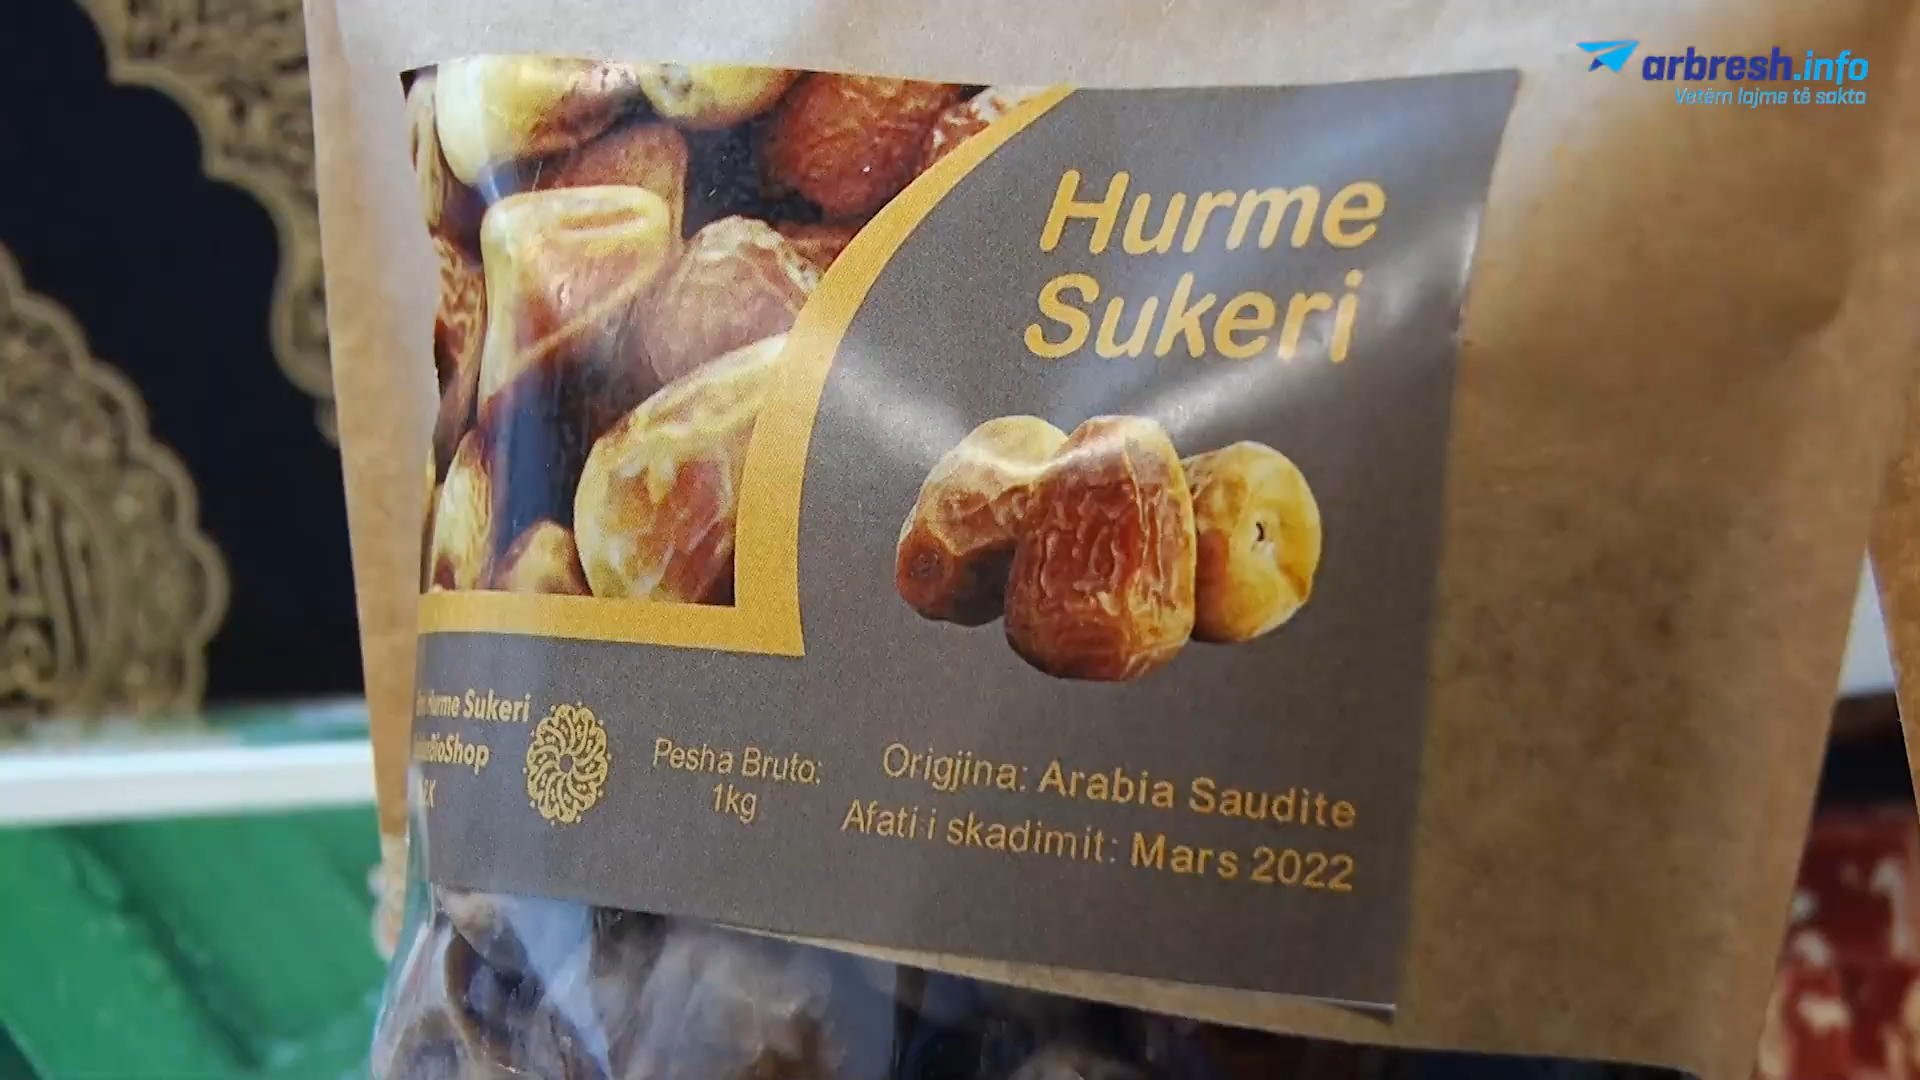 arbresh.info
Vetëm lajme të sakta
Hurme
Sukeri
Hurme Sukeri
Pesha Bruto:
1kg
Origjina: Arabia Saudite
Afati i skadimit: Mars 2022